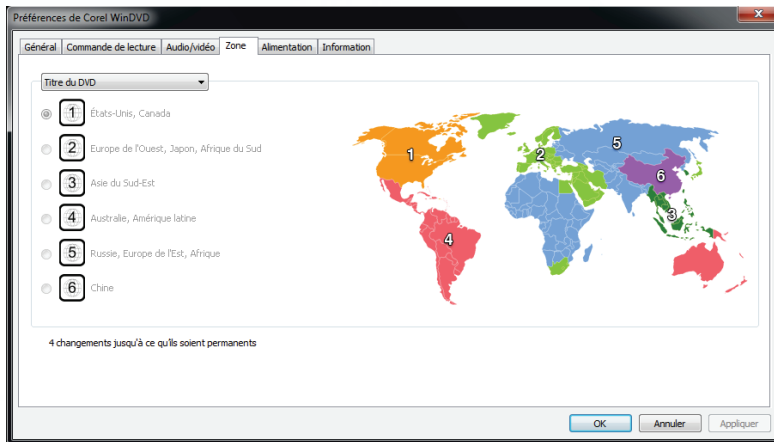 Préférences de Corel WinDVD
x
Général Commande de lecture Audio/vidéo Zone Alimentation Information
Titre du DVD
1 États-Unis, Canada
2 Europe de l'Ouest, Japon, Afrique du Sud
3 Asie du Sud-Est
4 Australie, Amérique latine
5 Russie, Europe de l'Est, Afrique
6 Chine
1
2
5
6
3
4
4 changements jusqu'à ce qu'ils soient permanents
OK Annuler Appliquer